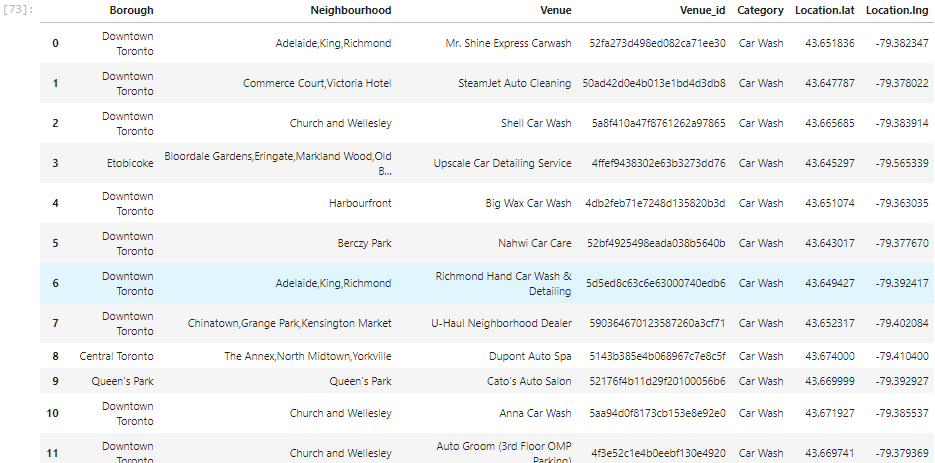 [73]:
Borough Neighbourhood Venue Venue_id Category Location.lat Location.lng
0 Downtown Toronto Adelaide,King,Richmond Mr. Shine Express Carwash 52fa273d498ed082ca71ee30 Car Wash 43.651836 -79.382347
1 Downtown Toronto Commerce Court,Victoria Hotel SteamJet Auto Cleaning 50ad42d0e4b013e1bd4d3db8 Car Wash 43.647787 -79.378022
2 Downtown Toronto Church and Wellesley Shell Car Wash 5a8f410a47f8761262a97865 Car Wash 43.665685 -79.383914
3 Etobicoke Bloordale Gardens,Eringate,Markland Wood,Old B... Upscale Car Detailing Service 4ffef9438302e63b3273dd76 Car Wash 43.645297 -79.565339
4 Downtown Toronto Harbourfront Big Wax Car Wash 4db2feb71e7248d135820b3d Car Wash 43.651074 -79.363035
5 Downtown Toronto Berczy Park Nahwi Car Care 52bf4925498eada038b5640b Car Wash 43.643017 -79.377670
6 Downtown Toronto Adelaide,King,Richmond Richmond Hand Car Wash & Detailing 5d5ed8c63c6e63000740edb6 Car Wash 43.649427 -79.392417
7 Downtown Toronto Chinatown,Grange Park,Kensington Market U-Haul Neighborhood Dealer 590364670123587260a3cf71 Car Wash 43.652317 -79.402084
8 Central Toronto The Annex,North Midtown,Yorkville Dupont Auto Spa 5143b385e4b068967c7e8c5f Car Wash 43.674000 -79.410400
9 Queen's Park Queen's Park Cato's Auto Salon 52176f4b11d29f20100056b6 Car Wash 43.669999 -79.392927
10 Downtown Toronto Church and Wellesley Anna Car Wash 5aa94d0f8173cb153e8e92e0 Car Wash 43.671927 -79.385537
11 Downtown Toronto Church and Wellesley Auto Groom (3rd Floor OMP Parking) 4f3e52c1e4b0eebf130e4920 Car Wash 43.669741 -79.379369